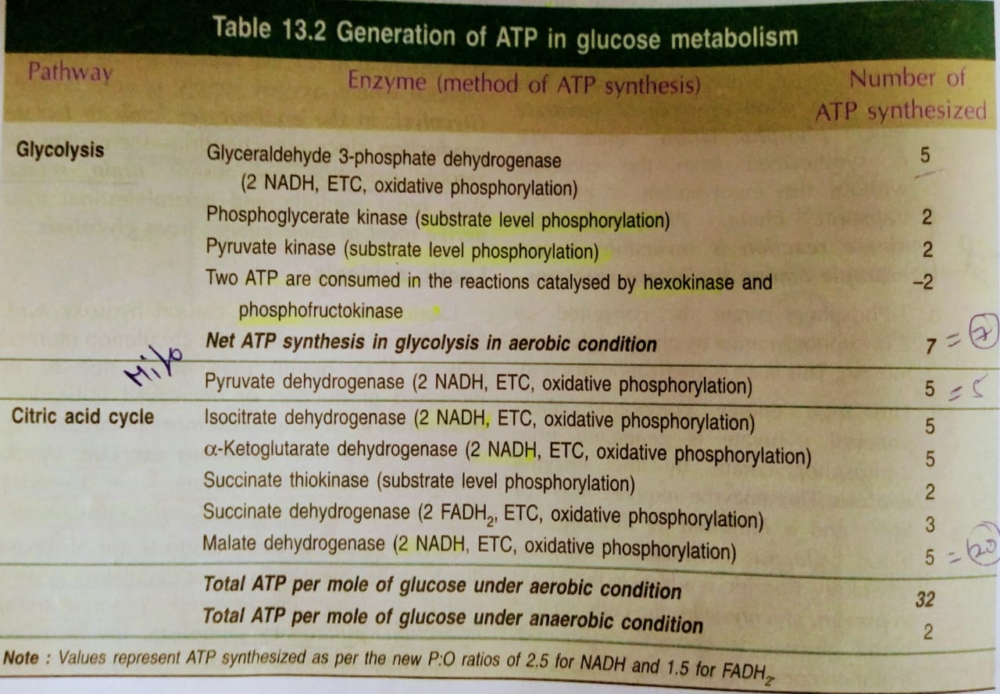 Table 13.2 Generation of ATP in glucose metabolism
Pathway Enzyme (method of ATP synthesis) Number of
ATP synthesized
Glycolysis Glyceraldehyde 3-phosphate dehydrogenase 5
(2 NADH, ETC, oxidative phosphorylation)
Phosphoglycerate kinase (substrate level phosphorylation) 2
Pyruvate kinase (substrate level phosphorylation) 2
Two ATP are consumed in the reactions catalysed by hexokinase and –2
phosphofructokinase
Net ATP synthesis in glycolysis in aerobic condition 7 = 7
Mito
Pyruvate dehydrogenase (2 NADH, ETC, oxidative phosphorylation) 5 = 5
Citric acid cycle Isocitrate dehydrogenase (2 NADH, ETC, oxidative phosphorylation) 5
α-Ketoglutarate dehydrogenase (2 NADH, ETC, oxidative phosphorylation) 5
Succinate thiokinase (substrate level phosphorylation) 2
Succinate dehydrogenase (2 FADH₂, ETC, oxidative phosphorylation) 3
Malate dehydrogenase (2 NADH, ETC, oxidative phosphorylation) 5 = 20
Total ATP per mole of glucose under aerobic condition 32
Total ATP per mole of glucose under anaerobic condition 2
Note : Values represent ATP synthesized as per the new P:O ratios of 2.5 for NADH and 1.5 for FADH₂.